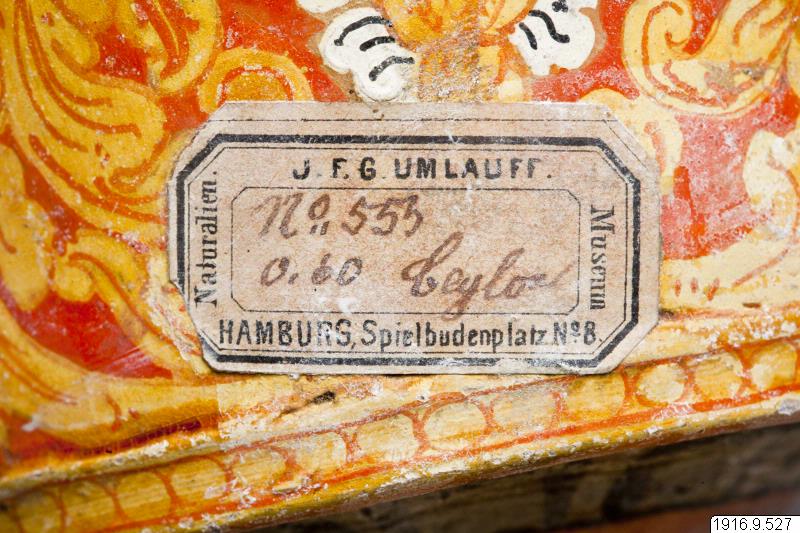 J. F. G. UMLAUFF.
Naturalien.
Museum
No. 553
0.60 Ceylon
HAMBURG, Spielbudenplatz No 8.
1916.9.527